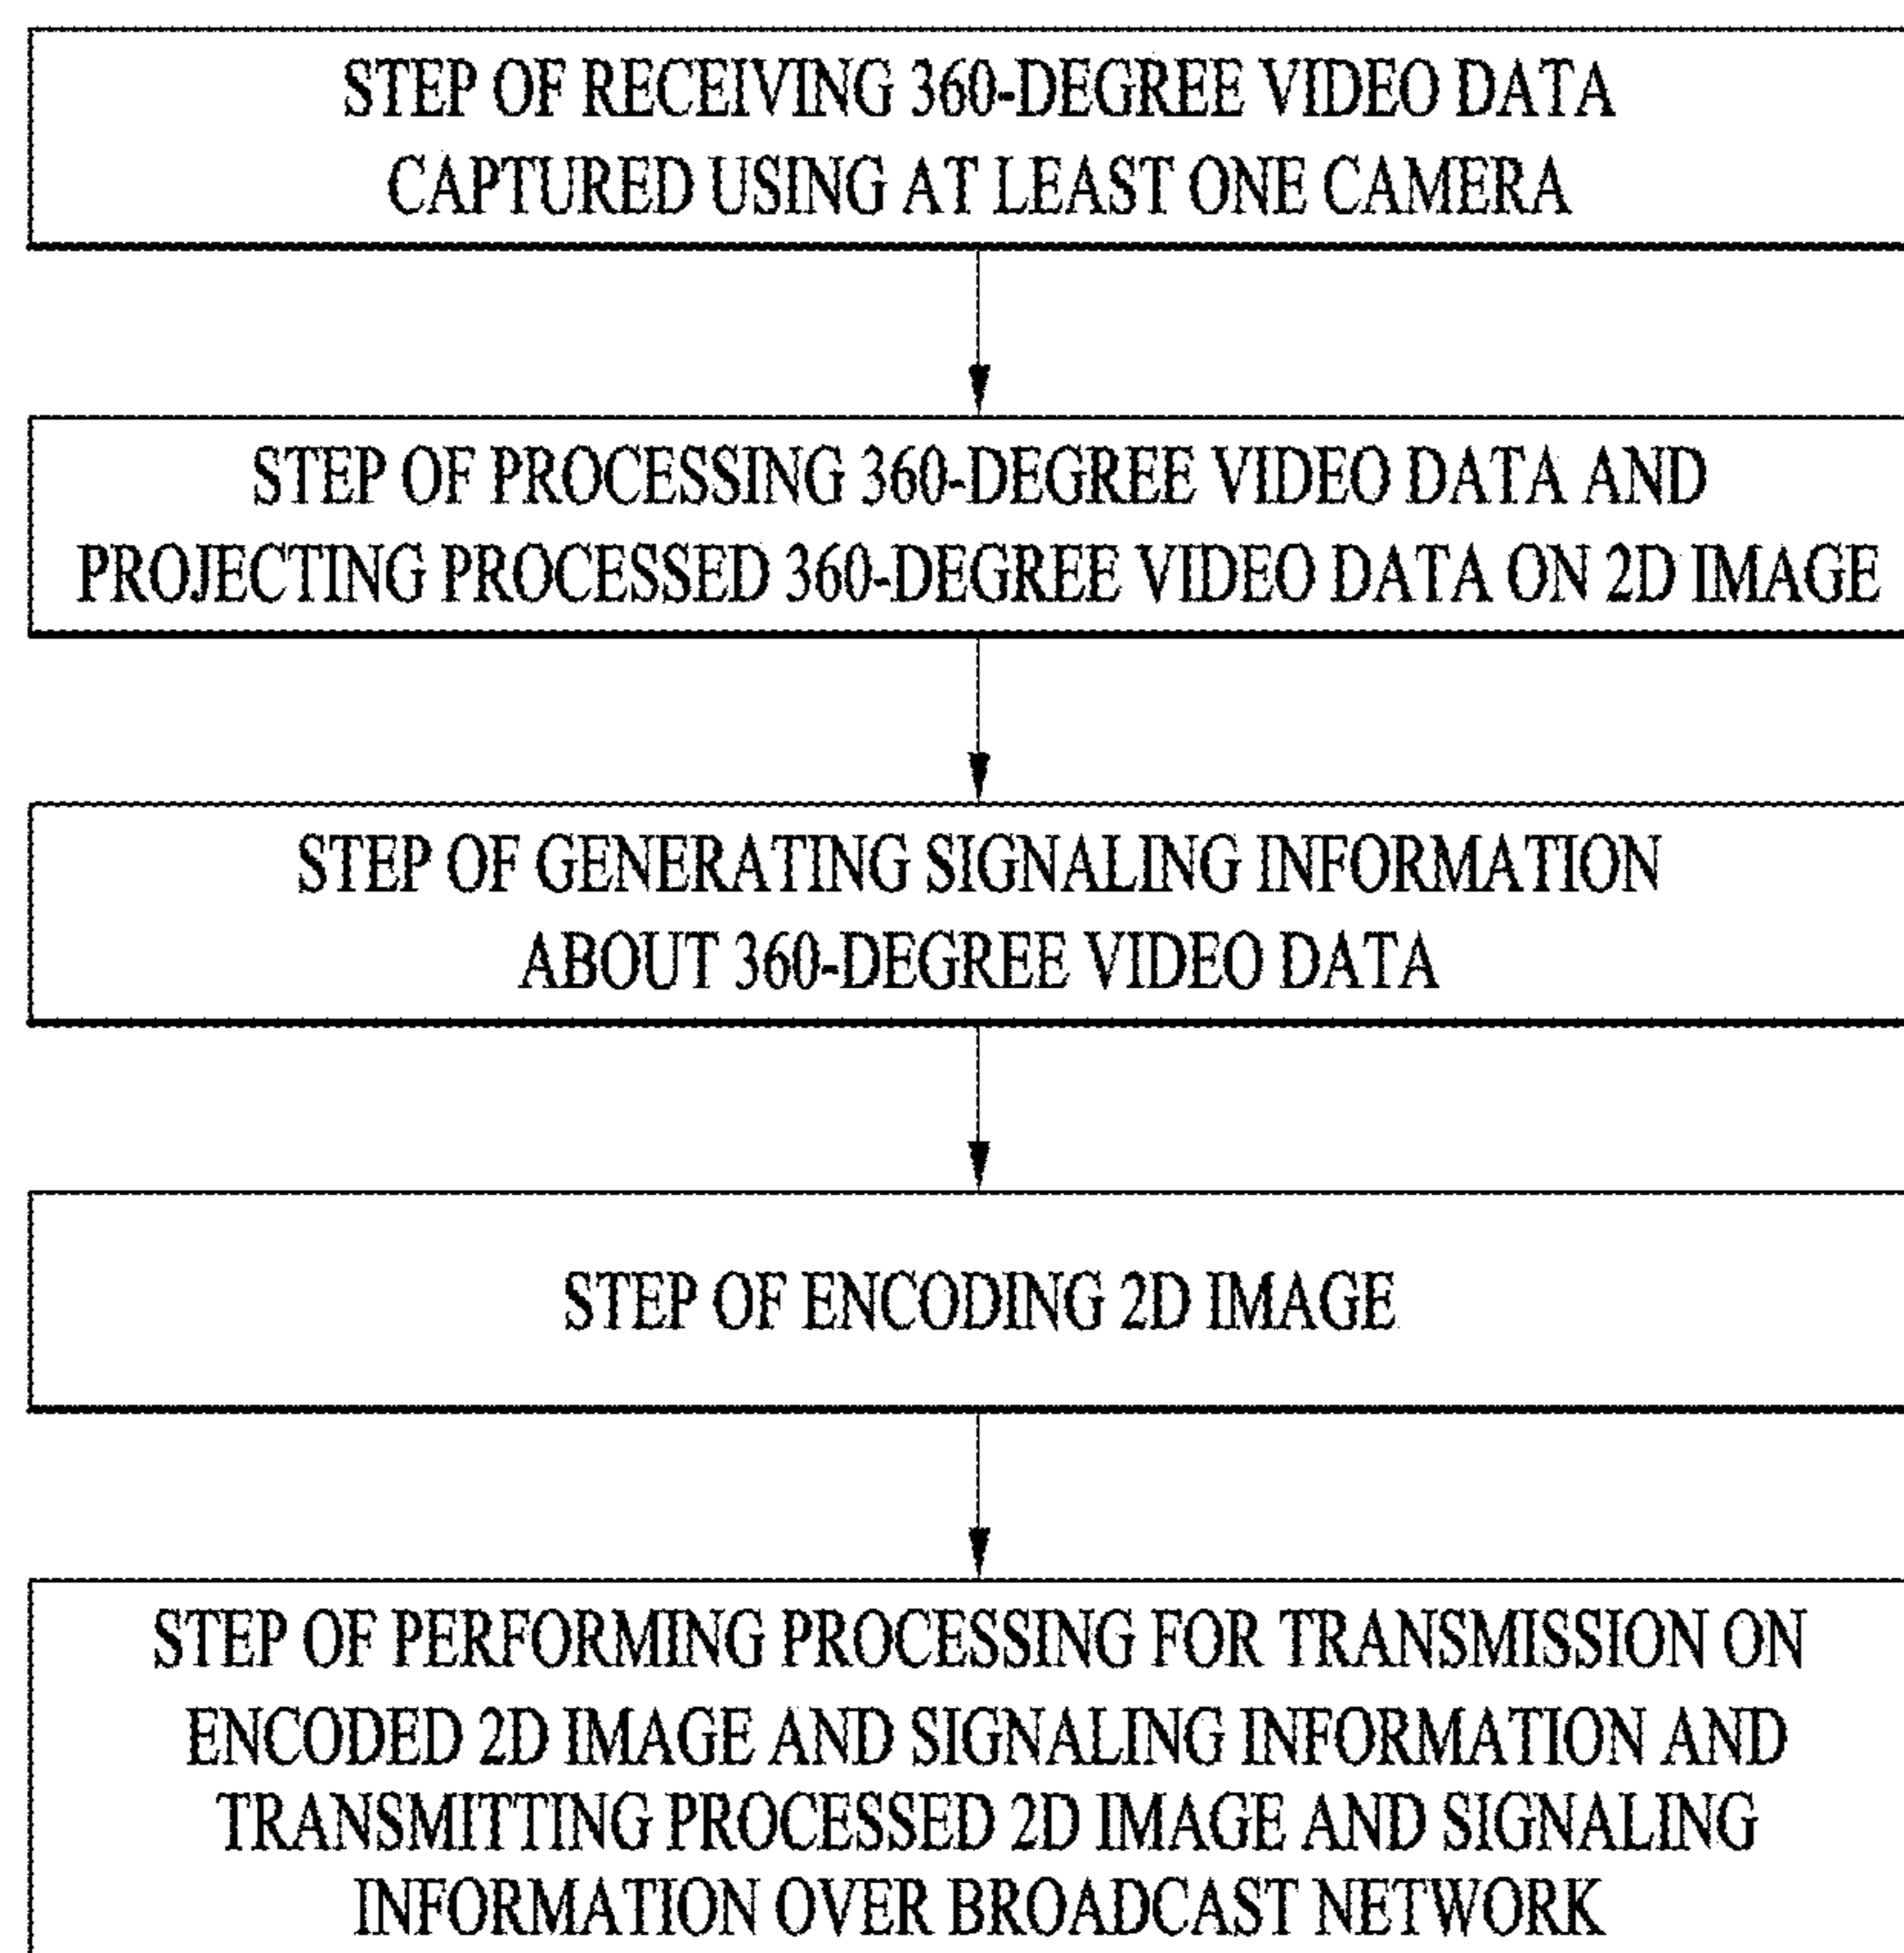 STEP OF RECEIVING 360-DEGREE VIDEO DATA
CAPTURED USING AT LEAST ONE CAMERA
STEP OF PROCESSING 360-DEGREE VIDEO DATA AND
PROJECTING PROCESSED 360-DEGREE VIDEO DATA ON 2D IMAGE
STEP OF GENERATING SIGNALING INFORMATION
ABOUT 360-DEGREE VIDEO DATA
STEP OF ENCODING 2D IMAGE
STEP OF PERFORMING PROCESSING FOR TRANSMISSION ON
ENCODED 2D IMAGE AND SIGNALING INFORMATION AND
TRANSMITTING PROCESSED 2D IMAGE AND SIGNALING
INFORMATION OVER BROADCAST NETWORK